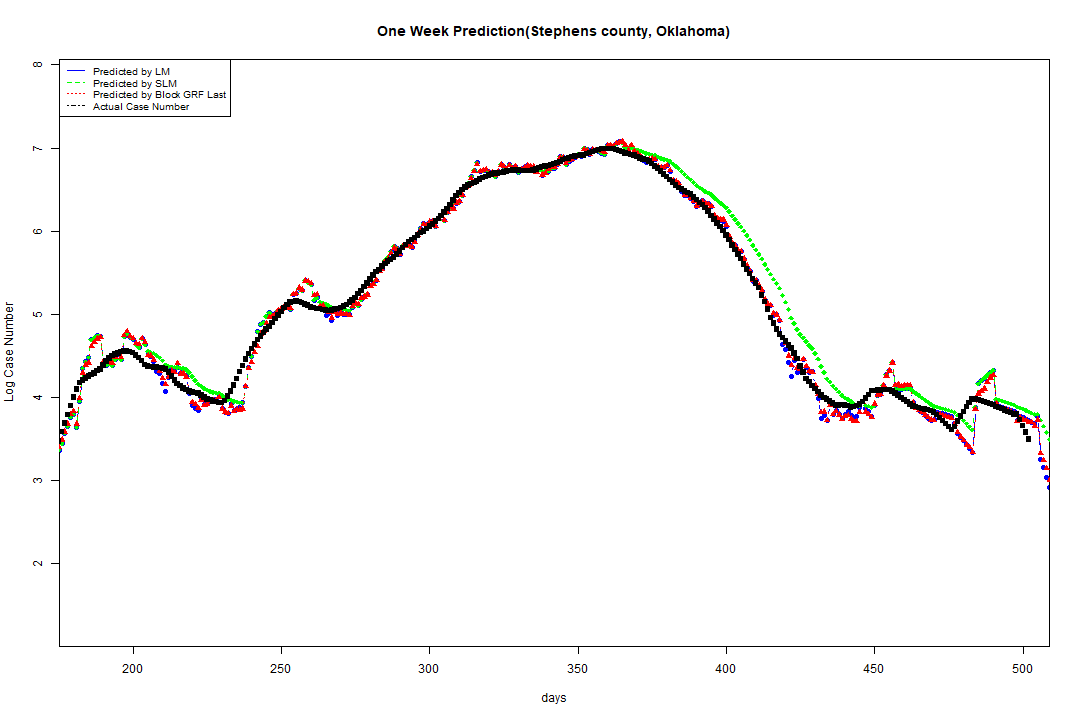 One Week Prediction(Stephens county, Oklahoma)
Predicted by LM
Predicted by SLM
Predicted by Block GRF Last
Actual Case Number
8
7
6
5
4
3
2
Log Case Number
200 250 300 350 400 450 500
days